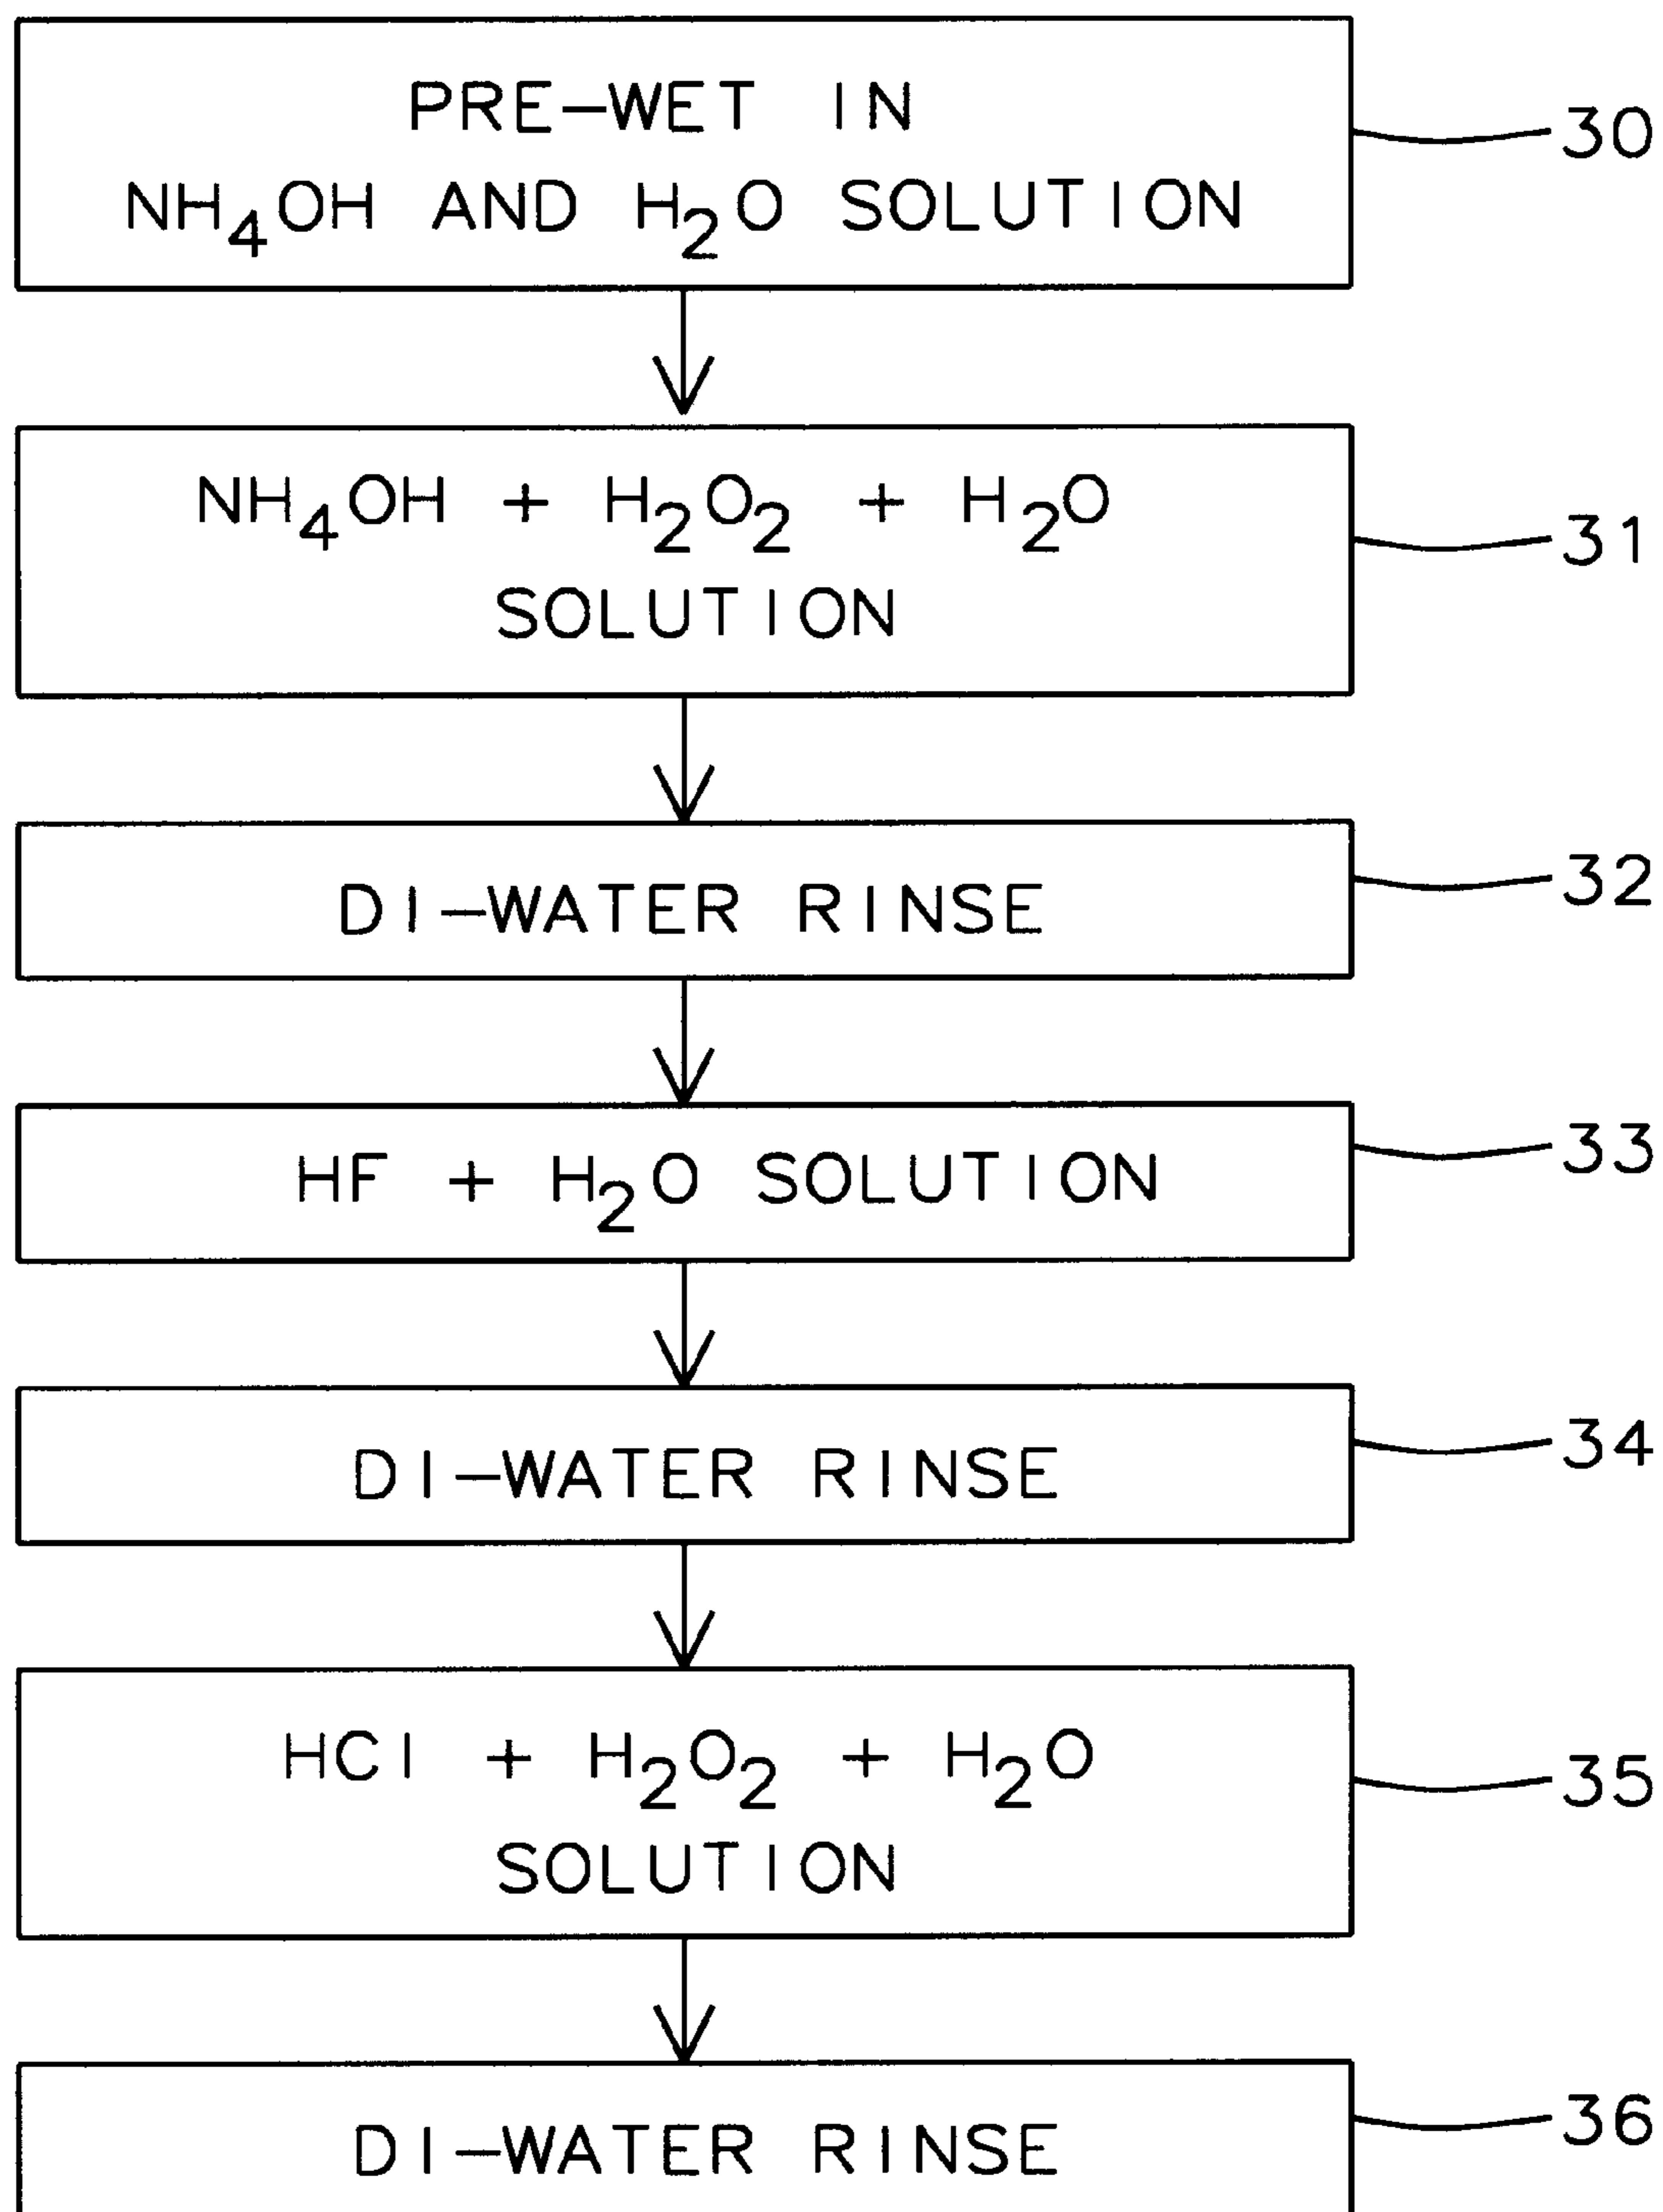 PRE-WET IN
NH₄OH AND H₂O SOLUTION
30
NH₄OH + H₂O₂ + H₂O
SOLUTION
31
DI-WATER RINSE
32
HF + H₂O SOLUTION
33
DI-WATER RINSE
34
HCl + H₂O₂ + H₂O
SOLUTION
35
DI-WATER RINSE
36